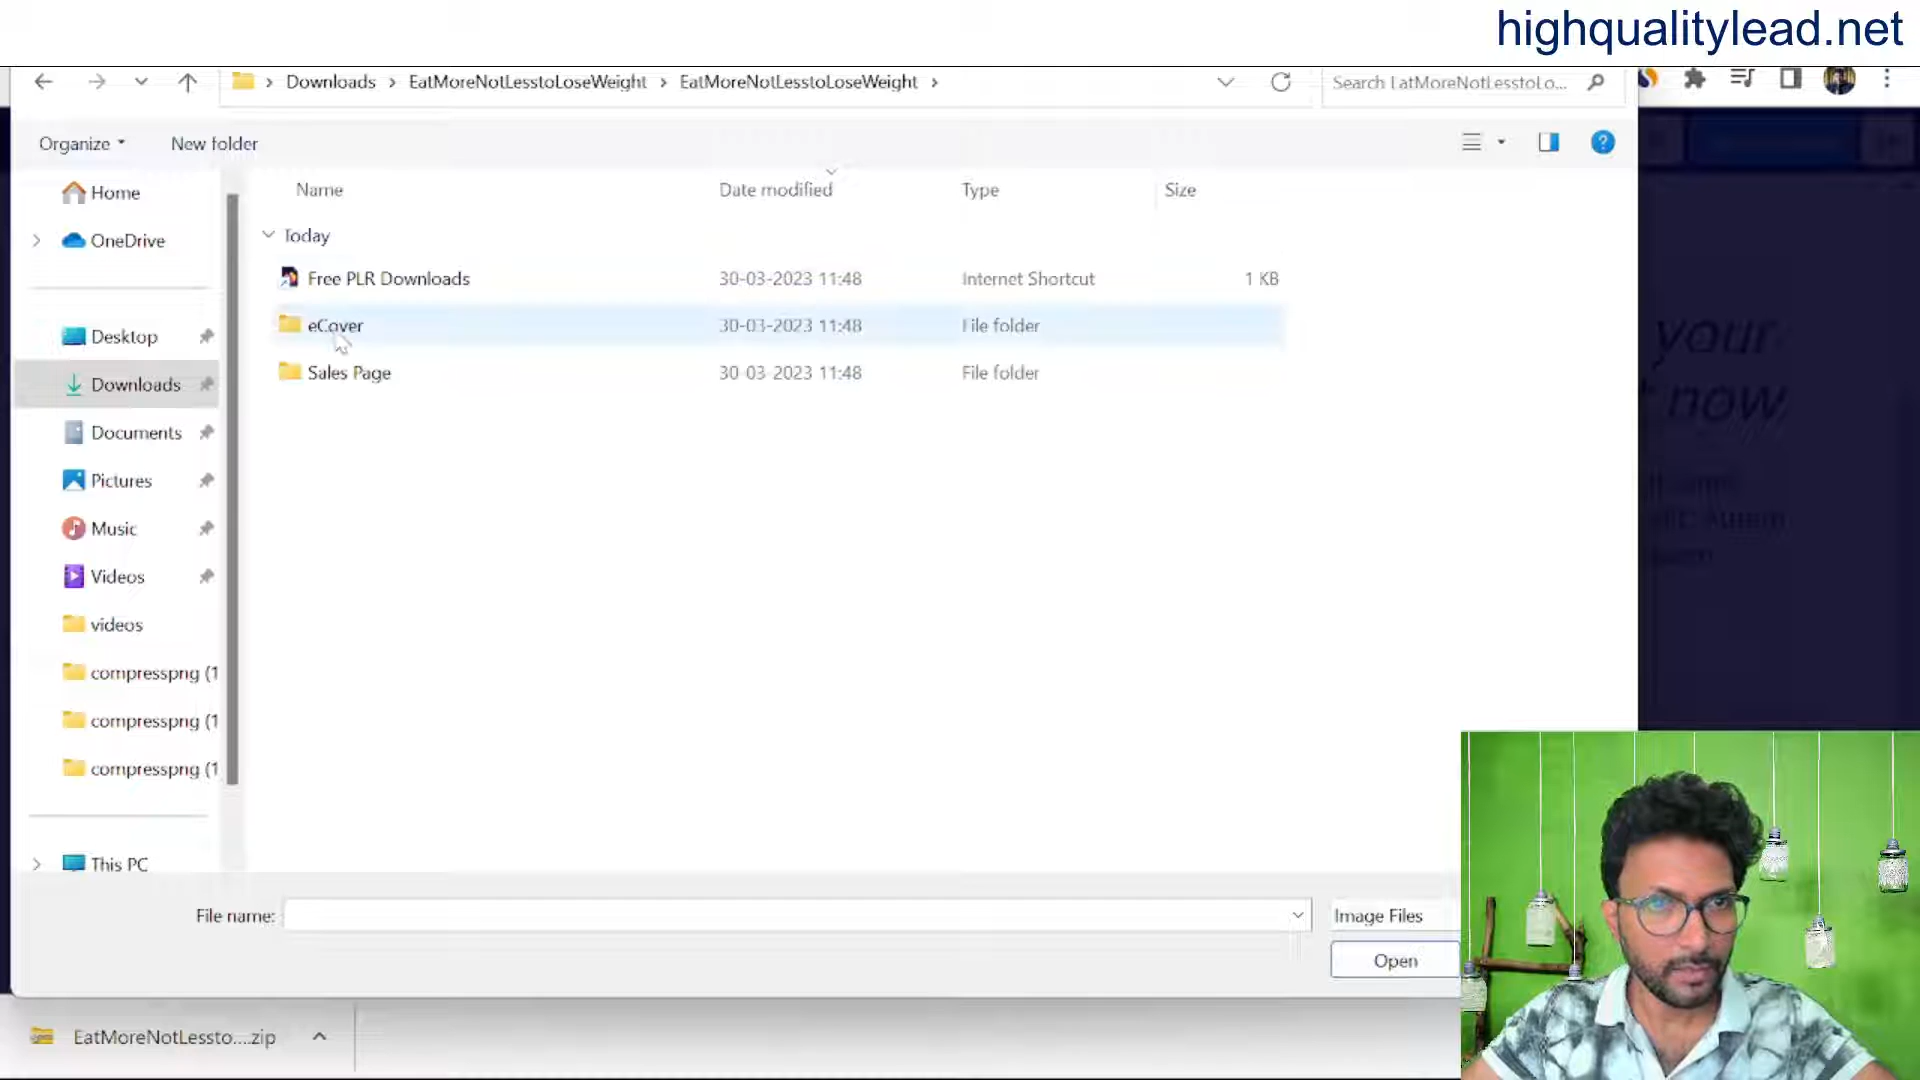 highqualitylead.net
Downloads EatMoreNotLesstoLoseWeight EatMoreNotLesstoLoseWeight
Search EatMoreNotLesstoLo...
Organize New folder
Name Date modified Type Size
Home
OneDrive
Desktop
Downloads
Documents
Pictures
Music
Videos
videos
compresspng (1
compresspng (1
compresspng (1
This PC
Today
Free PLR Downloads 30-03-2023 11:48 Internet Shortcut 1 KB
eCover 30-03-2023 11:48 File folder
Sales Page 30-03-2023 11:48 File folder
your
now
File name:
Image Files
Open
EatMoreNotLessto....zip